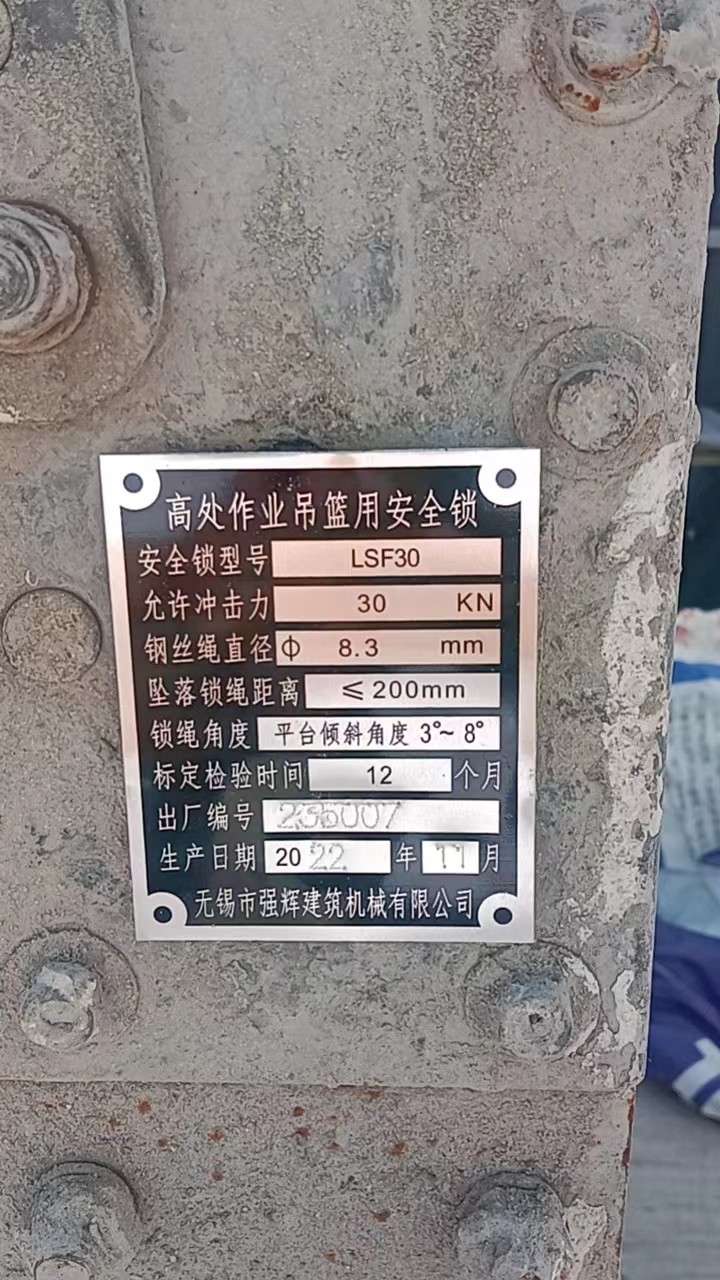 高处作业吊篮用安全锁
安全锁型号 LSF30
允许冲击力 30 KN
钢丝绳直径 ф 8.3 mm
坠落锁绳距离 ≤200mm
锁绳角度 平台倾斜角度 3°~8°
标定检验时间 12 个月
出厂编号 235007
生产日期 2022 年 11 月
无锡市强辉建筑机械有限公司